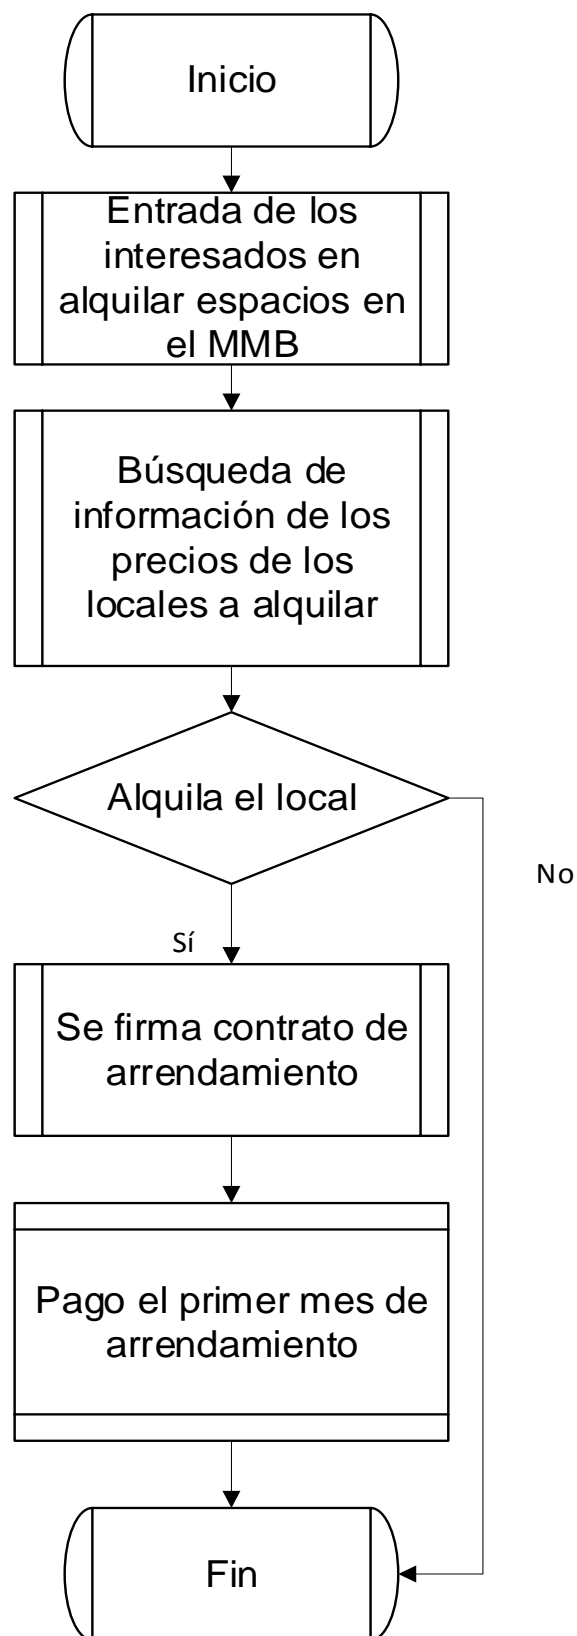 Inicio
Entrada de los
interesados en
alquilar espacios en
el MMB
Búsqueda de
información de los
precios de los
locales a alquilar
Alquila el local
No
Sí
Se firma contrato de
arrendamiento
Pago el primer mes de
arrendamiento
Fin